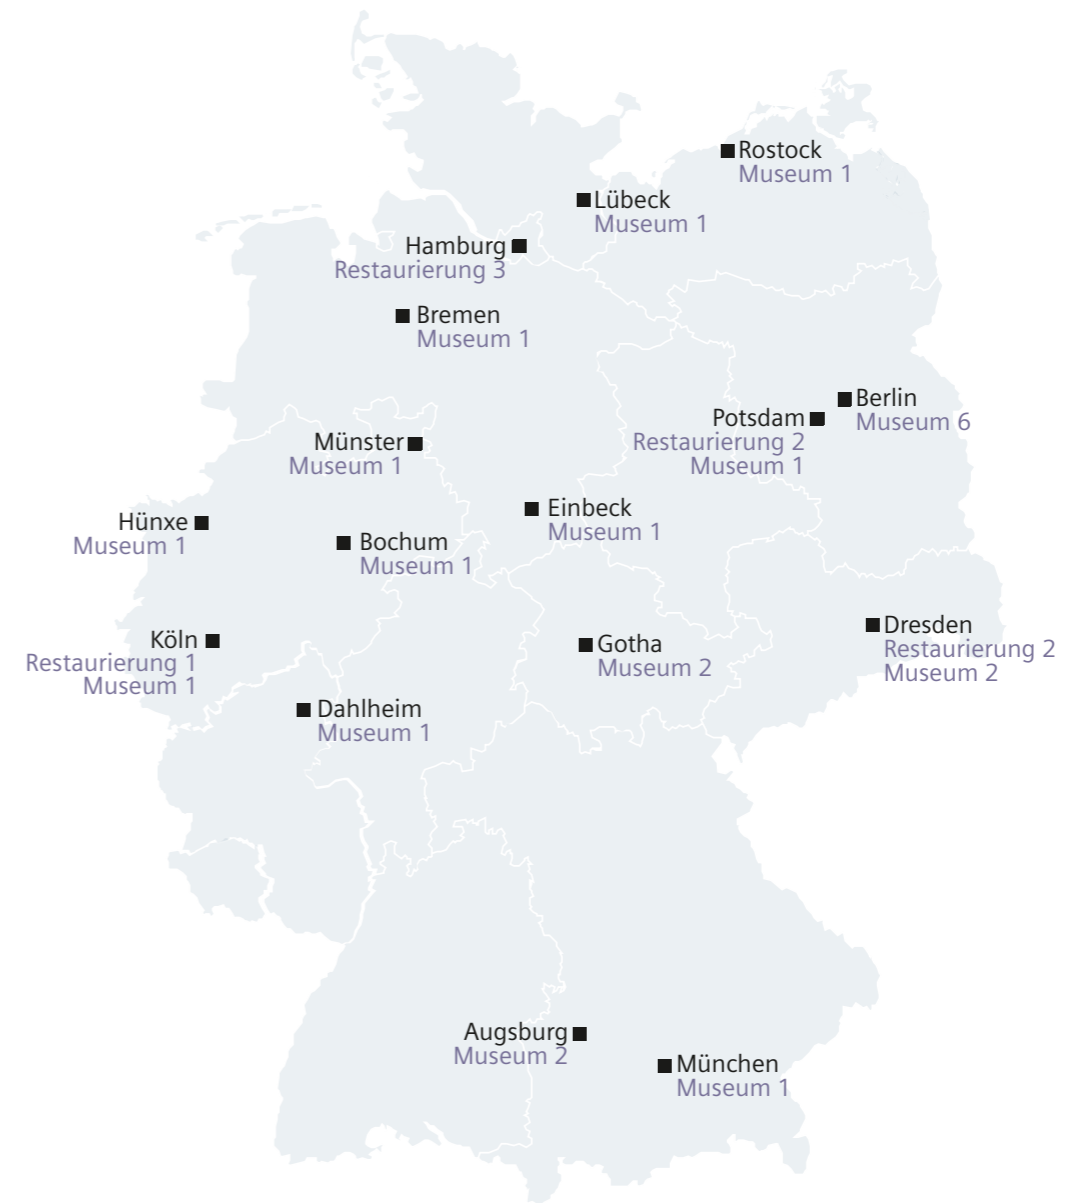 Rostock
Museum 1
Lübeck
Museum 1
Hamburg
Restaurierung 3
Bremen
Museum 1
Berlin
Museum 6
Potsdam
Restaurierung 2
Museum 1
Münster
Museum 1
Einbeck
Museum 1
Hünxe
Museum 1
Bochum
Museum 1
Dresden
Restaurierung 2
Museum 2
Köln
Restaurierung 1
Museum 1
Gotha
Museum 2
Dahlheim
Museum 1
Augsburg
Museum 2
München
Museum 1